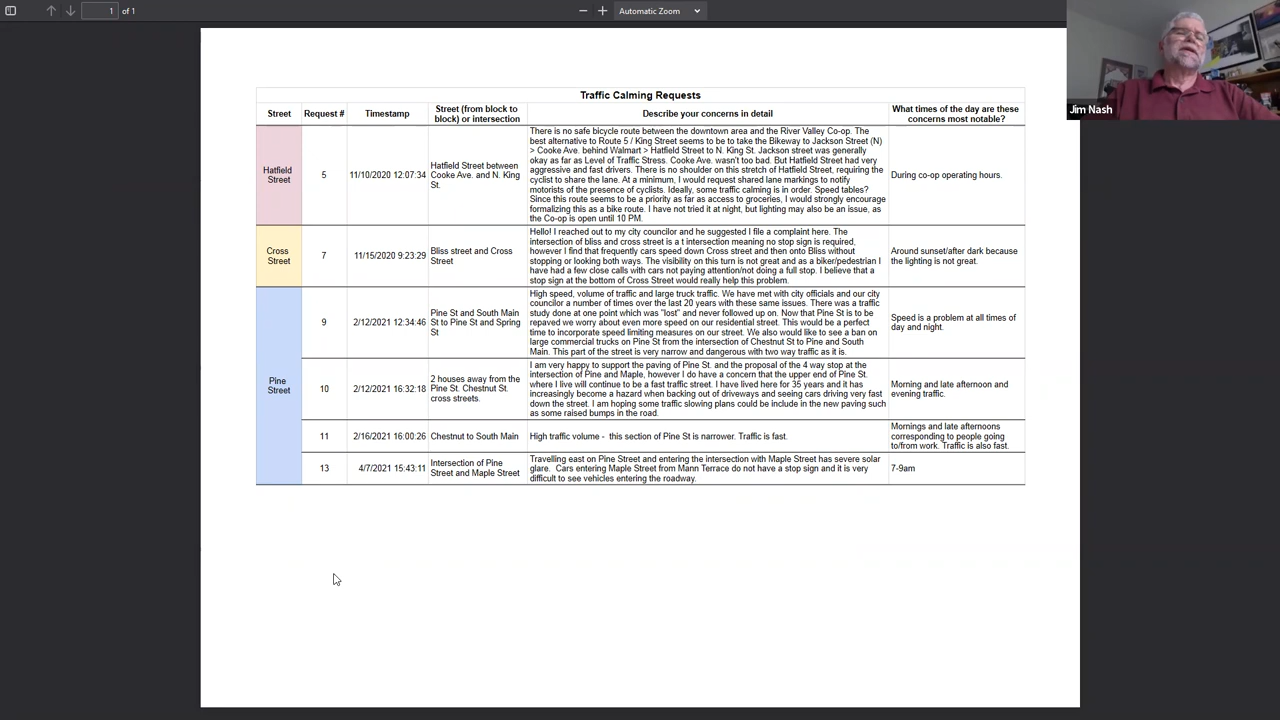 1 of 1 Automatic Zoom
Jim Nash
Traffic Calming Requests
Street
Request #
Timestamp
Street (from block to
block) or intersection
Describe your concerns in detail
What times of the day are these
concerns most notable?
Hatfield
Street
5
11/10/2020 12:07:34
Hatfield Street between
Cooke Ave. and N. King
St.
There is no safe bicycle route between the downtown area and the River Valley Co-op. The
best alternative to Route 5 / King Street seems to be to take the Bikeway to Jackson Street (N)
> Cooke Ave. behind Walmart > Hatfield Street to N. King St. Jackson street was generally
okay as far as Level of Traffic Stress. Cooke Ave. wasn't too bad. But Hatfield Street had very
aggressive and fast drivers. There is no shoulder on this stretch of Hatfield Street, requiring the
cyclist to share the lane. At a minimum, I would request shared lane markings to notify
motorists of the presence of cyclists. Ideally, some traffic calming is in order. Speed tables?
Since this route seems to be a priority as far as access to groceries, I would strongly encourage
formalizing this as a bike route. I have not tried it at night, but lighting may also be an issue, as
the Co-op is open until 10 PM.
During co-op operating hours.
Cross
Street
7
11/15/2020 9:23:29
Bliss street and Cross
Street
Hello! I reached out to my city councilor and he suggested I file a complaint here. The
intersection of bliss and cross street is a t intersection meaning no stop sign is required,
however I find that frequently cars speed down Cross street and then onto Bliss without
stopping or looking both ways. The visibility on this turn is not great and as a biker/pedestrian I
have had a few close calls with cars not paying attention/not doing a full stop. I believe that a
stop sign at the bottom of Cross Street would really help this problem.
Around sunset/after dark because
the lighting is not great.
Pine
Street
9
2/12/2021 12:34:46
Pine St and South Main
St to Pine St and Spring
St
High speed, volume of traffic and large truck traffic. We have met with city officials and our city
councilor a number of times over the last 20 years with these same issues. There was a traffic
study done at one point which was "lost" and never followed up on. Now that Pine St is to be
repaved we worry about even more speed on our residential street. This would be a perfect
time to incorporate speed limiting measures on our street. We also would like to see a ban on
large commercial trucks on Pine St from the intersection of Chestnut St to Pine and South
Main. This part of the street is very narrow and dangerous with two way traffic as it is.
Speed is a problem at all times of
day and night.
10
2/12/2021 16:32:18
2 houses away from the
Pine St. Chestnut St.
cross streets.
I am very happy to support the paving of Pine St. and the proposal of the 4 way stop at the
intersection of Pine and Maple, however I do have a concern that the upper end of Pine St.
where I live will continue to be a fast traffic street. I have lived here for 35 years and it has
increasingly become a hazard when backing out of driveways and seeing cars driving very fast
down the street. I am hoping some traffic slowing plans could be include in the new paving such
as some raised bumps in the road.
Morning and late afternoon and
evening traffic.
11
2/16/2021 16:00:26
Chestnut to South Main
High traffic volume - this section of Pine St is narrower. Traffic is fast.
Mornings and late afternoons
corresponding to people going
to/from work. Traffic is also fast.
13
4/7/2021 15:43:11
Intersection of Pine
Street and Maple Street
Travelling east on Pine Street and entering the intersection with Maple Street has severe solar
glare. Cars entering Maple Street from Mann Terrace do not have a stop sign and it is very
difficult to see vehicles entering the roadway.
7-9am